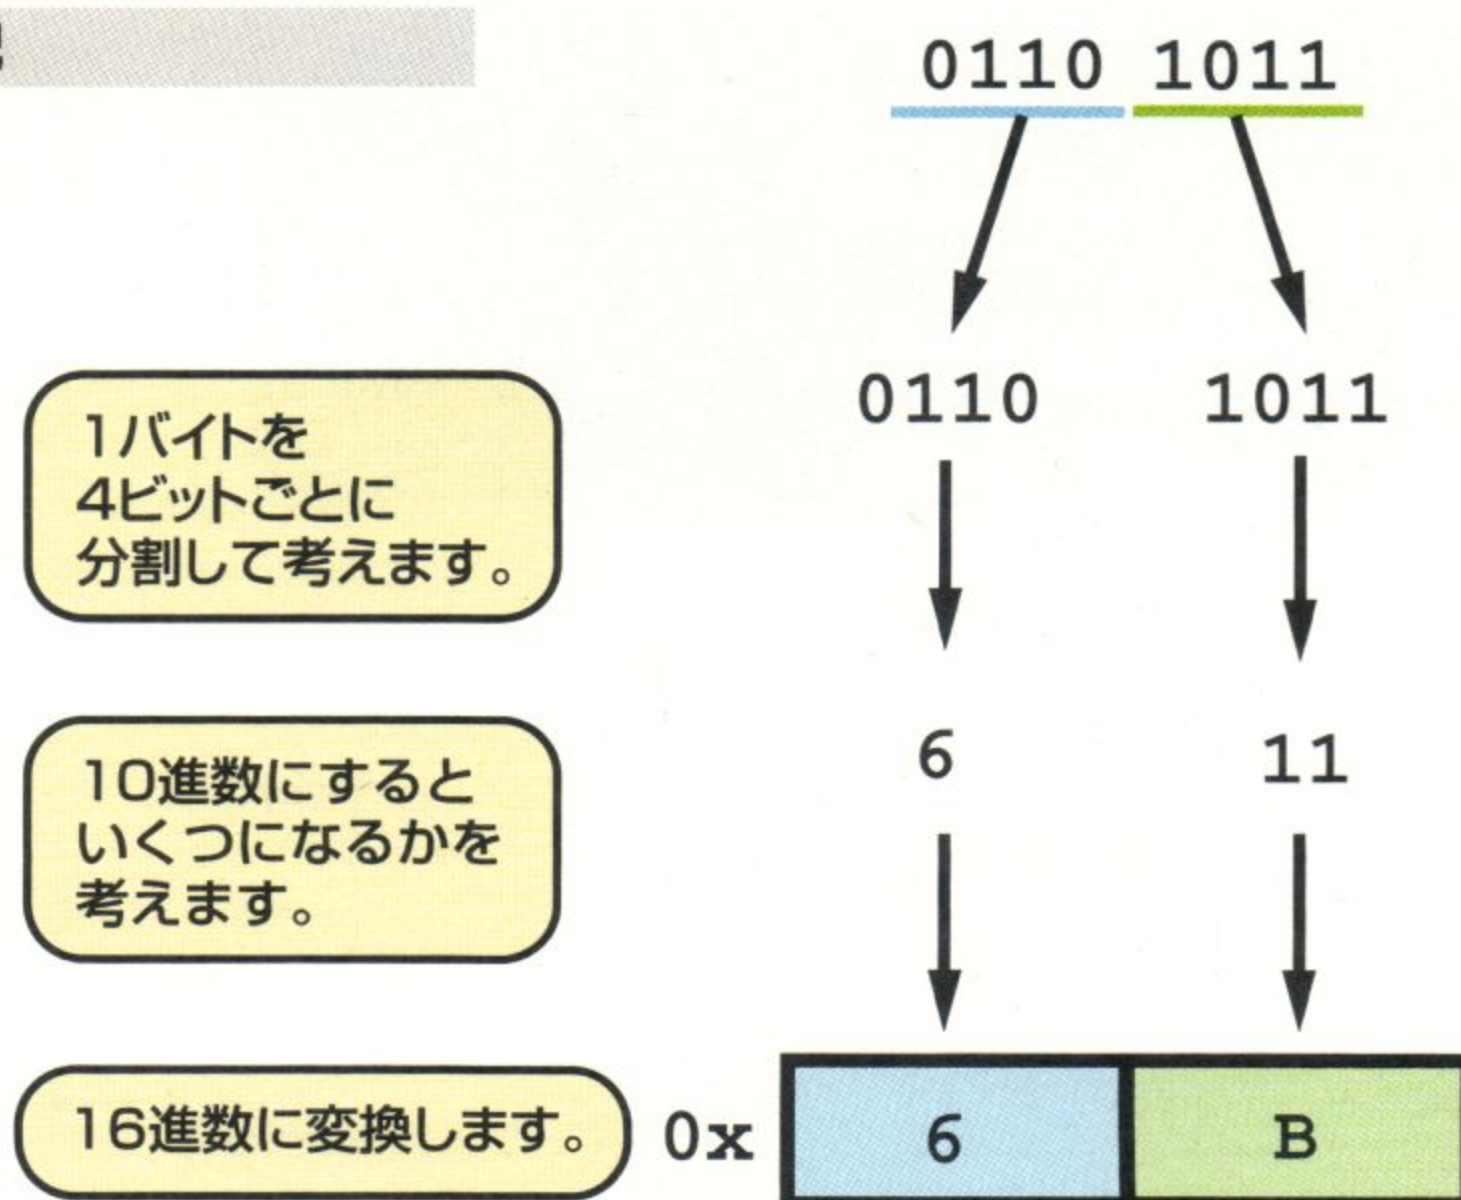 0110 1011
0110 1011
1バイトを
4ビットごとに
分割して考えます。
6 11
10進数にすると
いくつになるかを
考えます。
16進数に変換します。 0x 6 B